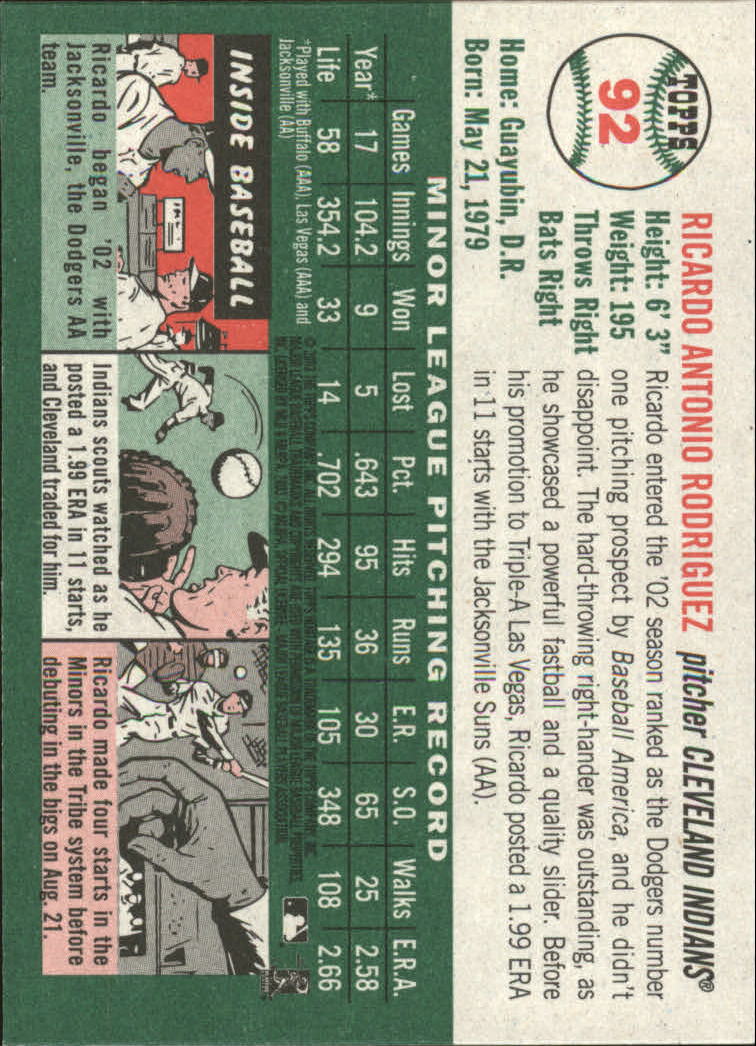 TOPPS
92
RICARDO ANTONIO RODRIGUEZ pitcher CLEVELAND INDIANS®
Height: 6' 3"
Weight: 195
Throws Right
Bats Right
Home: Guayubin, D.R.
Born: May 21, 1979
Ricardo entered the '02 season ranked as the Dodgers number
one pitching prospect by Baseball America, and he didn't
disappoint. The hard-throwing right-hander was outstanding, as
he showcased a powerful fastball and a quality slider. Before
his promotion to Triple-A Las Vegas, Ricardo posted a 1.99 ERA
in 11 starts with the Jacksonville Suns (AA).
MINOR LEAGUE PITCHING RECORD
Games Innings Won Lost Pct. Hits Runs E.R. S.O. Walks E.R.A.
Year* 17 104.2 9 5 .643 95 36 30 65 25 2.58
Life 58 354.2 33 14 .702 294 135 105 348 108 2.66
*Played with Buffalo (AAA), Las Vegas (AAA) and
Jacksonville (AA)
INSIDE BASEBALL
Ricardo began '02 with
Jacksonville, the Dodgers AA
team.
Indians scouts watched as he
posted a 1.99 ERA in 11 starts,
and Cleveland traded for him.
Ricardo made four starts in the
Minors in the Tribe system before
debuting in the bigs on Aug. 21.